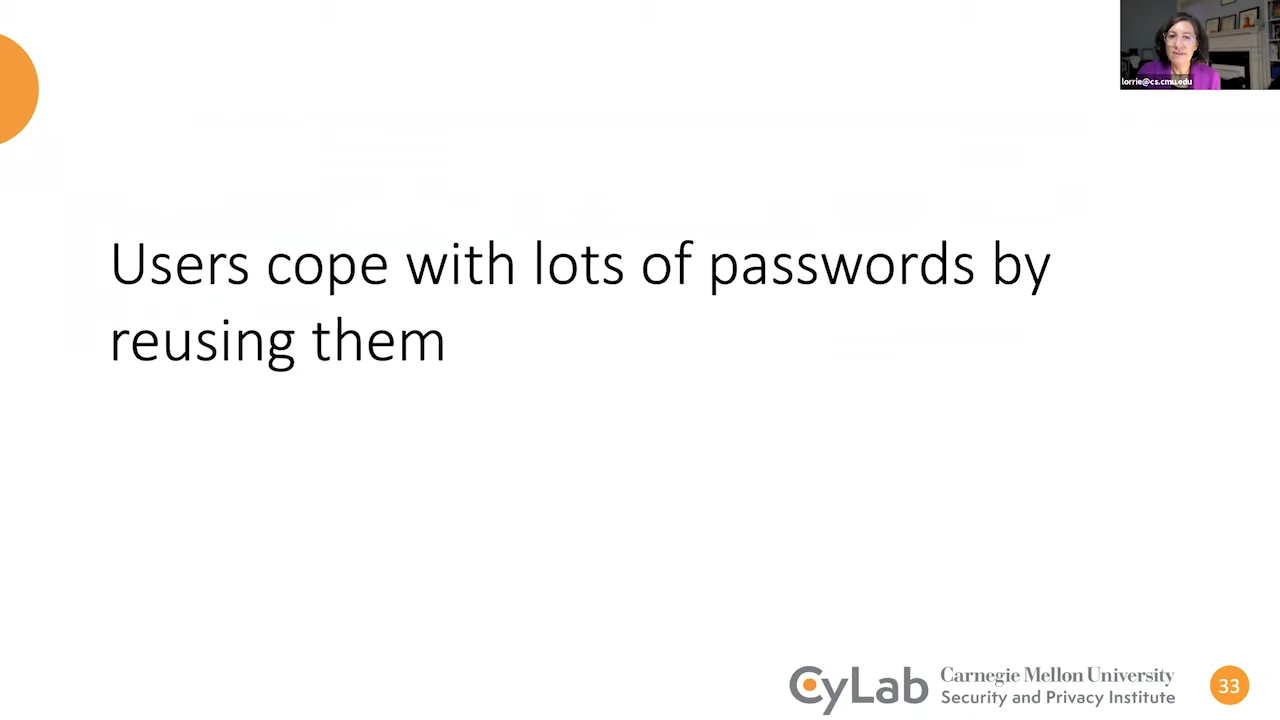 lorrie@cs.cmu.edu
Users cope with lots of passwords by
reusing them
CyLab
Carnegie Mellon University
Security and Privacy Institute
33